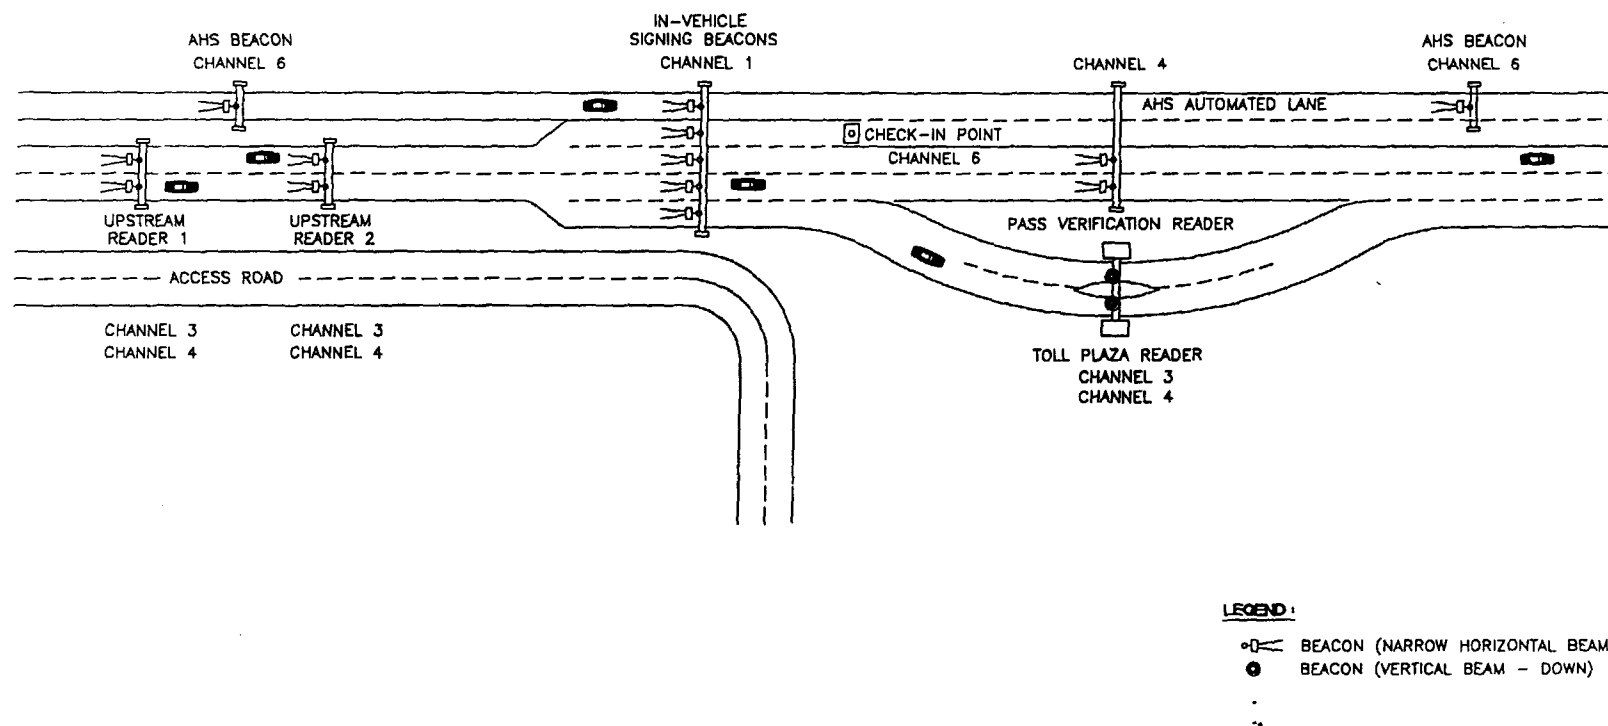 IN-VEHICLE
SIGNING BEACONS
CHANNEL 1
AHS BEACON
CHANNEL 6
CHANNEL 4
AHS BEACON
CHANNEL 6
AHS AUTOMATED LANE
CHECK-IN POINT
CHANNEL 6
UPSTREAM
READER 1
UPSTREAM
READER 2
PASS VERIFICATION READER
ACCESS ROAD
CHANNEL 3
CHANNEL 4
CHANNEL 3
CHANNEL 4
TOLL PLAZA READER
CHANNEL 3
CHANNEL 4
LEGEND:
BEACON (NARROW HORIZONTAL BEAM
BEACON (VERTICAL BEAM - DOWN)